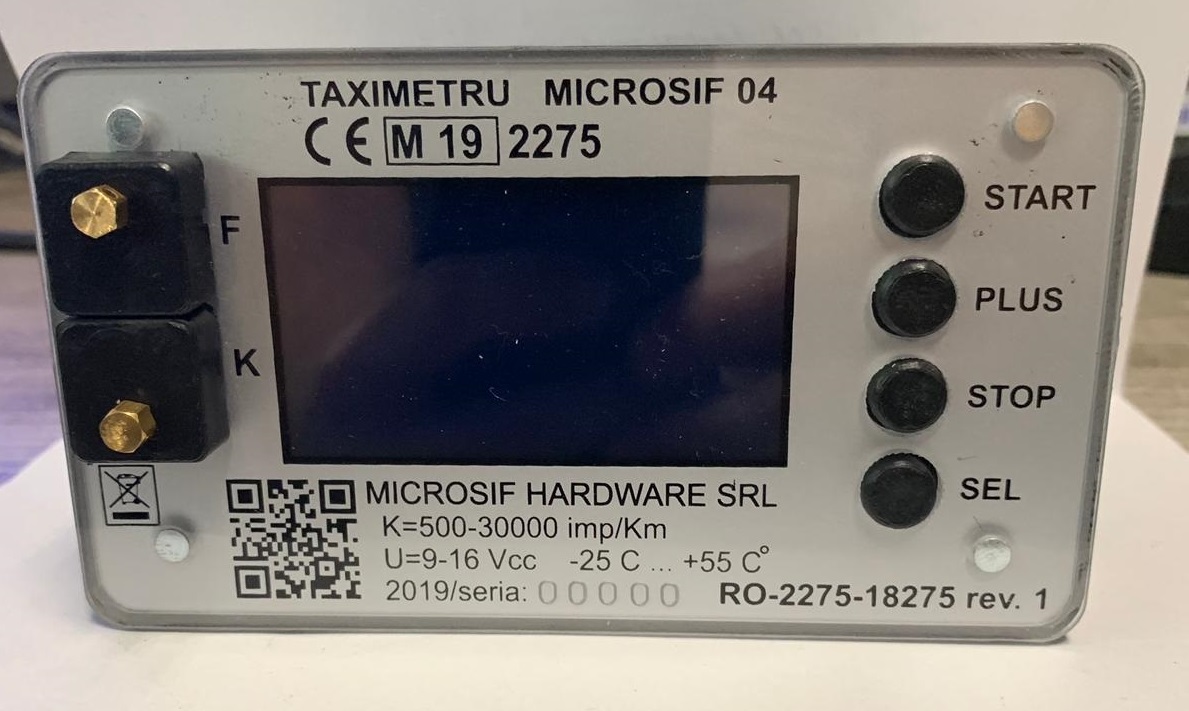 TAXIMETRU MICROSIF 04
CE M 19 2275
F
K
START
PLUS
STOP
SEL
MICROSIF HARDWARE SRL
K=500-30000 imp/Km
U=9-16 Vcc -25 C ... +55 C°
2019/seria: 00000 RO-2275-18275 rev. 1